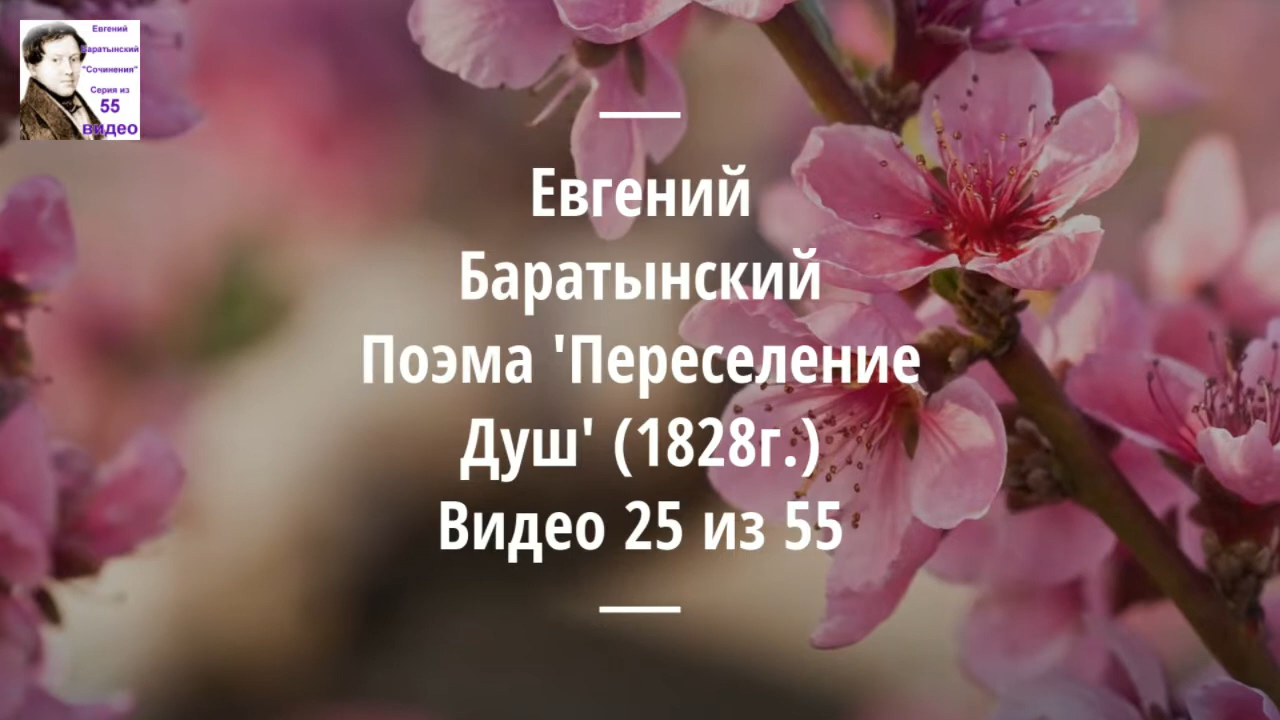 Евгений
Баратынский
"Сочинения"
Серия из
55
видео
Евгений
Баратынский
Поэма 'Переселение
Душ' (1828г.)
Видео 25 из 55